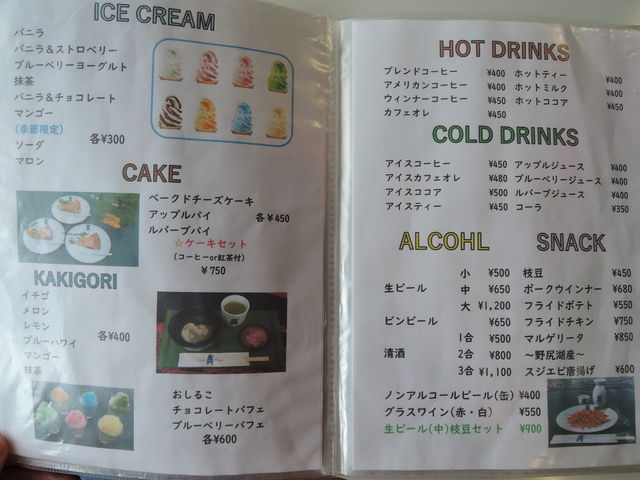 ICE CREAM
バニラ
バニラ＆ストロベリー
ブルーベリーヨーグルト
抹茶
バニラ＆チョコレート
マンゴー
(季節限定)
ソーダ 各¥300
マロン
CAKE
ベークドチーズケーキ
アップルパイ 各¥450
ルバーブパイ
☆ケーキセット
(コーヒーor紅茶付)
¥750
KAKIGORI
イチゴ
メロン
レモン 各¥400
ブルーハワイ
マンゴー
抹茶
おしるこ
チョコレートパフェ
ブルーベリーパフェ
各¥600
HOT DRINKS
ブレンドコーヒー ¥400 ホットティー ¥400
アメリカンコーヒー ¥400 ホットミルク ¥400
ウィンナーコーヒー ¥450 ホットココア ¥450
カフェオレ ¥450
COLD DRINKS
アイスコーヒー ¥450 アップルジュース ¥400
アイスカフェオレ ¥480 ブルーベリージュース ¥400
アイスココア ¥500 ルバーブジュース ¥400
アイスティー ¥450 コーラ ¥350
ALCOHL SNACK
小 ¥500 枝豆 ¥450
生ビール 中 ¥650 ポークウインナー ¥680
大 ¥1,200 フライドポテト ¥550
ビンビール ¥650 フライドチキン ¥750
1合 ¥500 マルゲリータ ¥850
清酒 2合 ¥800 〜野尻湖産〜
3合 ¥1,100 スジエビ唐揚げ ¥600
ノンアルコールビール(缶) ¥400
グラスワイン(赤・白) ¥550
生ビール(中)枝豆セット ¥900